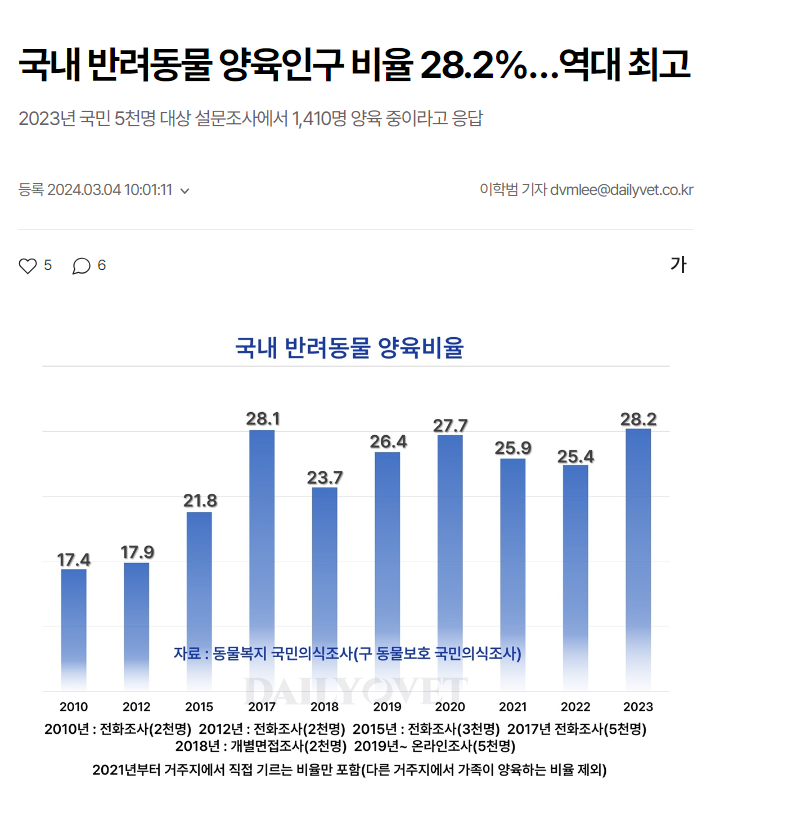 국내 반려동물 양육인구 비율 28.2%…역대 최고
2023년 국민 5천명 대상 설문조사에서 1,410명 양육 중이라고 응답
등록 2024.03.04 10:01:11
이학범 기자 dvmlee@dailyvet.co.kr
5 6
가
국내 반려동물 양육비율
17.4 17.9 21.8 28.1 23.7 26.4 27.7 25.9 25.4 28.2
자료 : 동물복지 국민의식조사(구 동물보호 국민의식조사)
DAILYVET
2010 2012 2015 2017 2018 2019 2020 2021 2022 2023
2010년 : 전화조사(2천명) 2012년 : 전화조사(2천명) 2015년 : 전화조사(3천명) 2017년 전화조사(5천명)
2018년 : 개별면접조사(2천명) 2019년~ 온라인조사(5천명)
2021년부터 거주지에서 직접 기르는 비율만 포함(다른 거주지에서 가족이 양육하는 비율 제외)